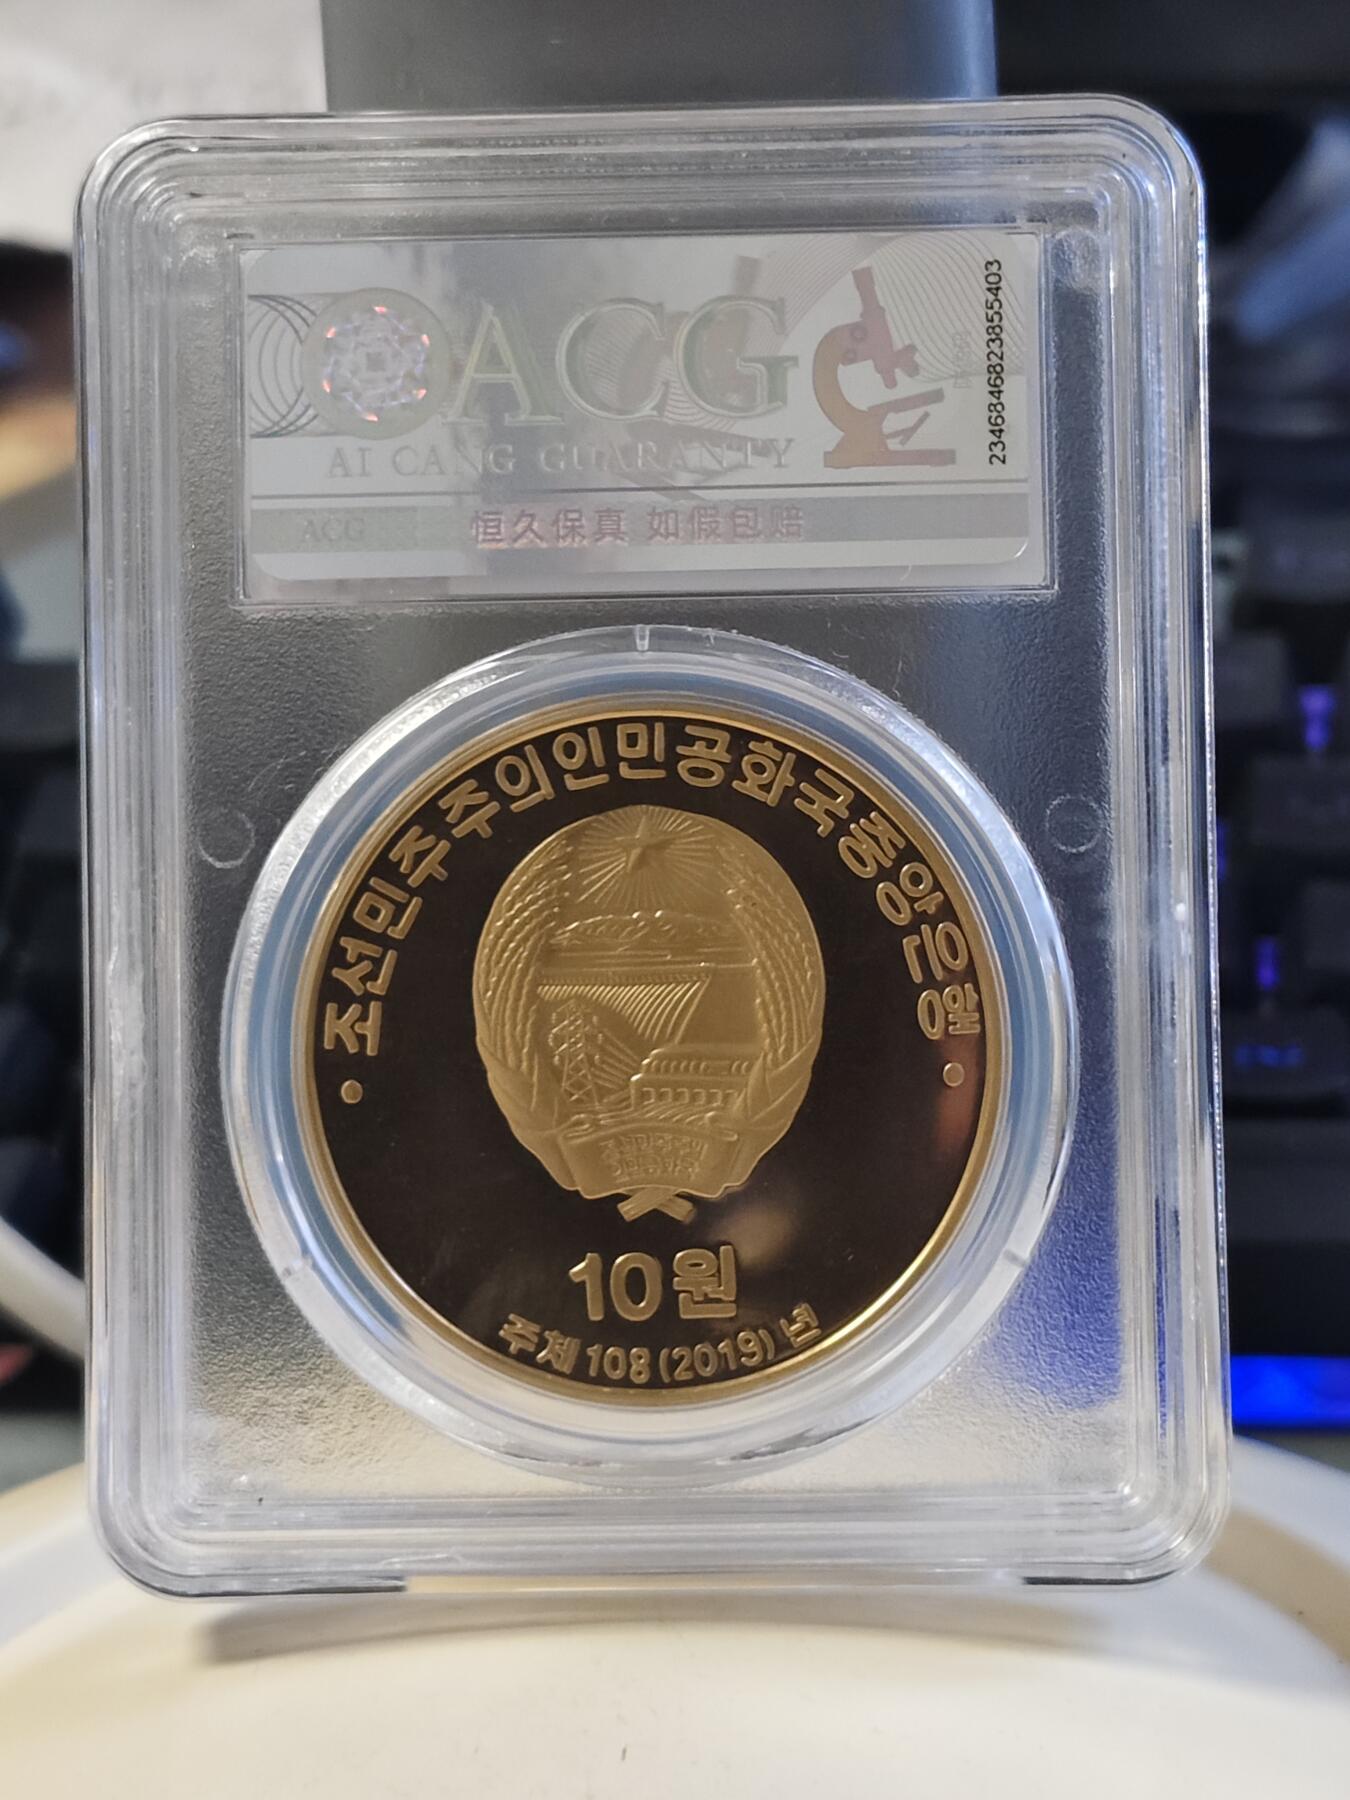 ACG
AI CANG GUARANTY
ACG
恒久保真 如假包赔
2346846823855403
조선민주주의인민공화국중앙은행
10원
주체 108 (2019) 년